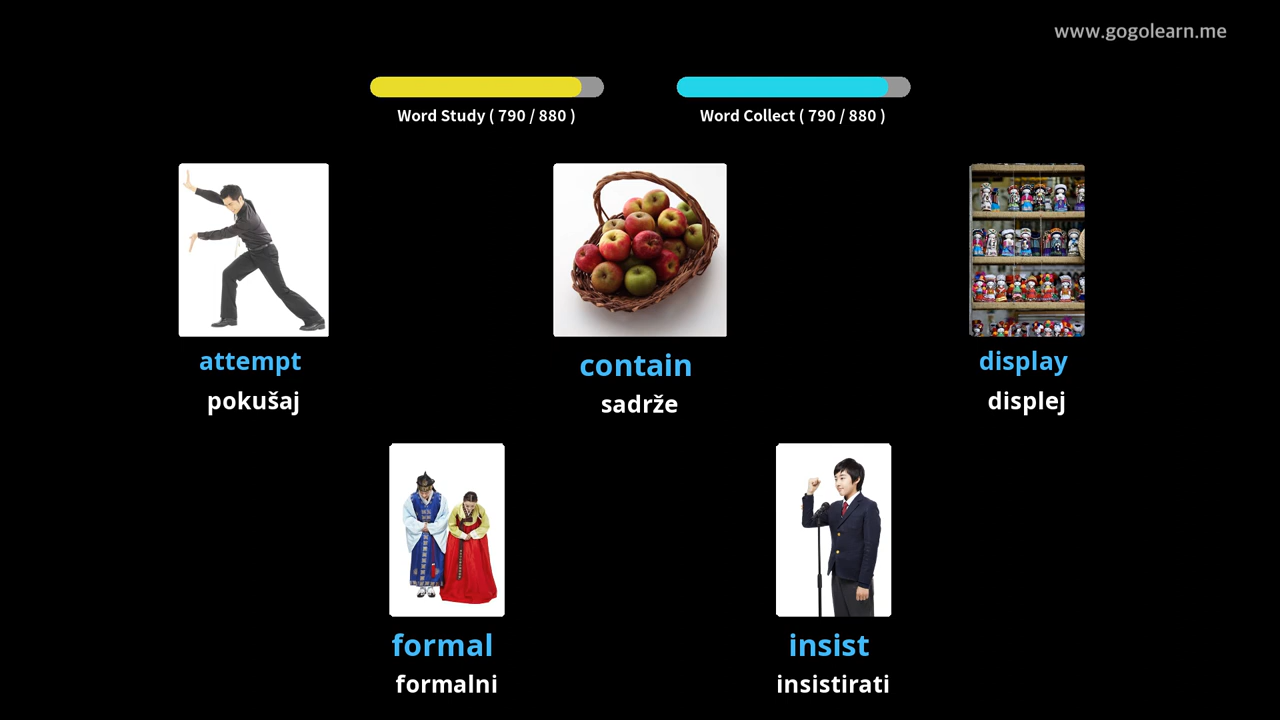 www.gogolearn.me
Word Study ( 790 / 880 )
Word Collect ( 790 / 880 )
attempt
pokušaj
contain
sadrže
display
displej
formal
formalni
insist
insistirati